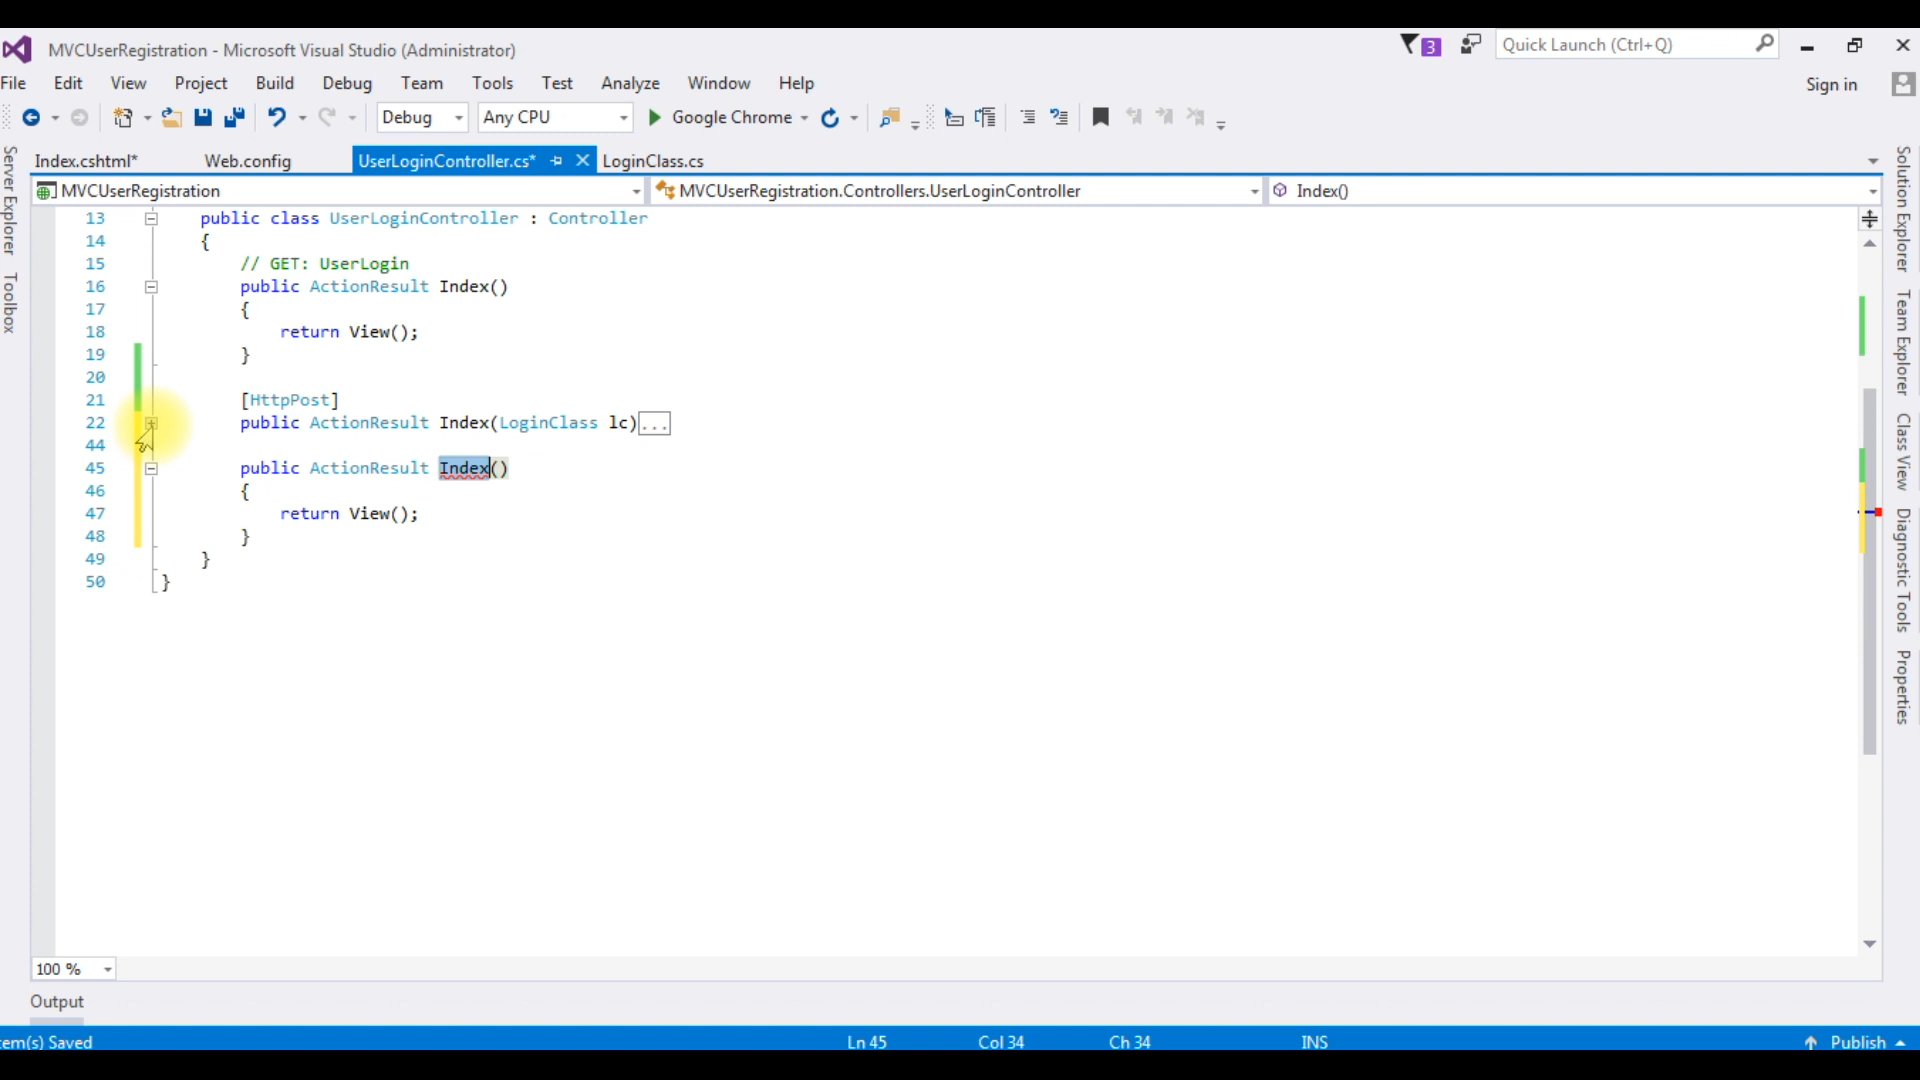 MVCUserRegistration - Microsoft Visual Studio (Administrator)
3
Quick Launch (Ctrl+Q)
File Edit View Project Build Debug Team Tools Test Analyze Window Help
Sign in
Debug
Any CPU
Google Chrome
Index.cshtml*
Web.config
UserLoginController.cs*
LoginClass.cs
MVCUserRegistration
MVCUserRegistration.Controllers.UserLoginController
Index()
Server Explorer
Toolbox
13 public class UserLoginController : Controller
14 {
15 // GET: UserLogin
16 public ActionResult Index()
17 {
18 return View();
19 }
20
21 [HttpPost]
22 public ActionResult Index(LoginClass lc)...
44
45 public ActionResult Index()
46 {
47 return View();
48 }
49 }
50 }
Solution Explorer
Team Explorer
Class View
Diagnostic Tools
Properties
100 %
Output
tem(s) Saved
Ln 45
Col 34
Ch 34
INS
Publish